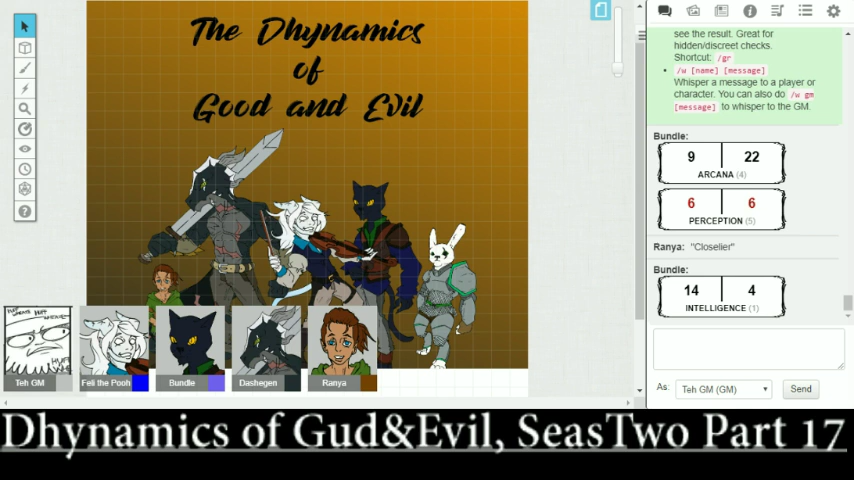 The Dhynamics
of
Good and Evil
see the result. Great for
hidden/discreet checks.
Shortcut: /gr
/w [name] [message]
Whisper a message to a player or
character. You can also do /w gm
[message] to whisper to the GM.
Bundle:
9 22
ARCANA (4)
6 6
PERCEPTION (5)
Ranya: "Closelier"
Bundle:
14 4
INTELLIGENCE (1)
As: Teh GM (GM) Send
Teh GM
Feli the Pooh
Bundle
Dashegen
Ranya
Dhynamics of Gud&Evil, SeasTwo Part 17